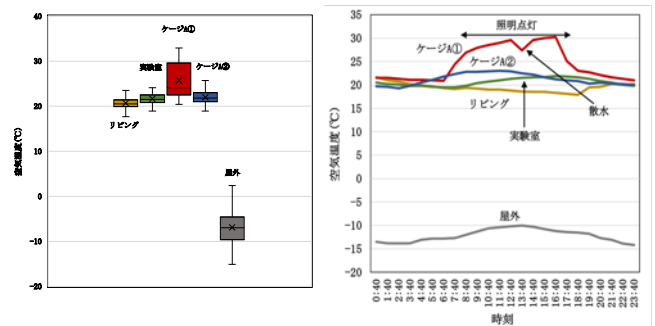 40
30
20
10
0
-10
-20
空気温度(℃)
ケージA①
実験室
ケージA②
リビング
屋外
35
30
25
20
15
10
5
0
-5
-10
-15
-20
空気温度(℃)
照明点灯
ケージA①
ケージA②
リビング
散水
実験室
屋外
0:40
1:40
2:40
3:40
4:40
5:40
6:40
7:40
8:40
9:40
10:40
11:40
12:40
13:40
14:40
15:40
16:40
17:40
18:40
19:40
20:40
21:40
22:40
23:40
時刻